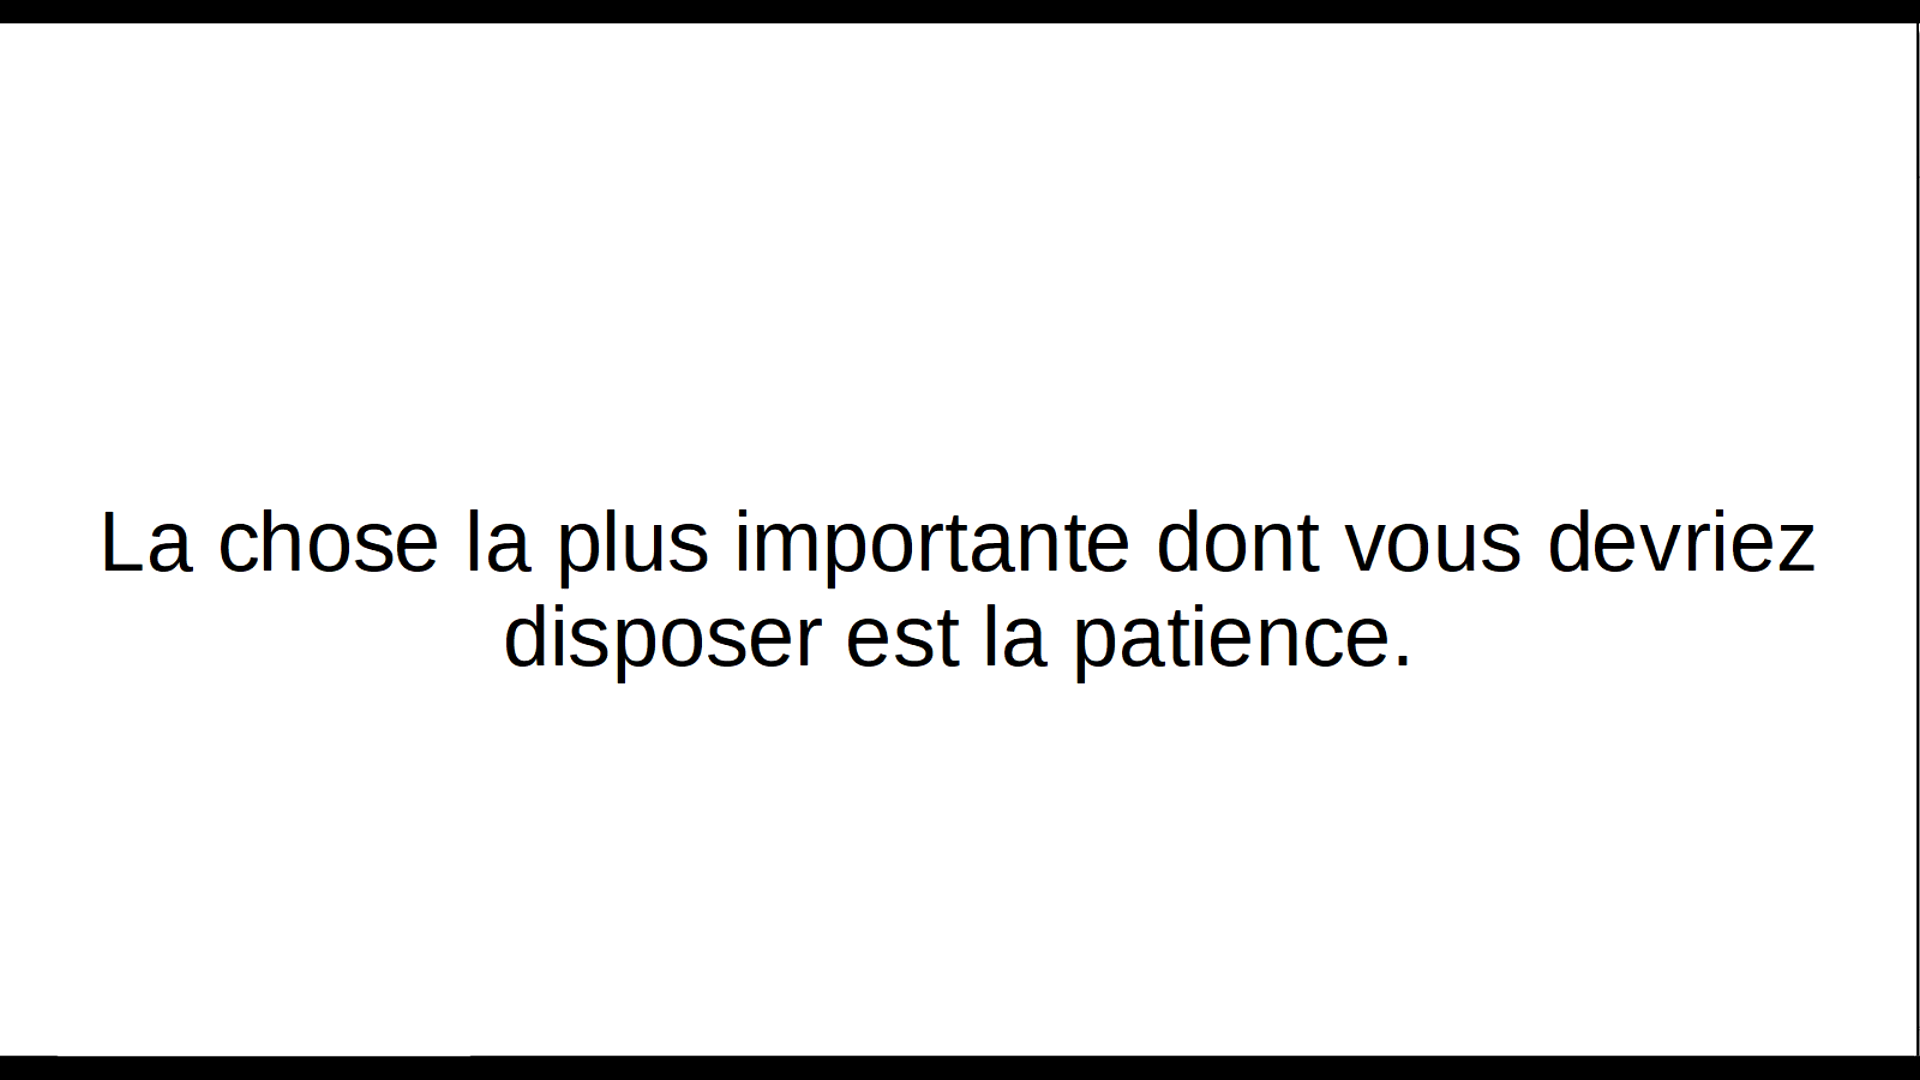 La chose la plus importante dont vous devriez
disposer est la patience.